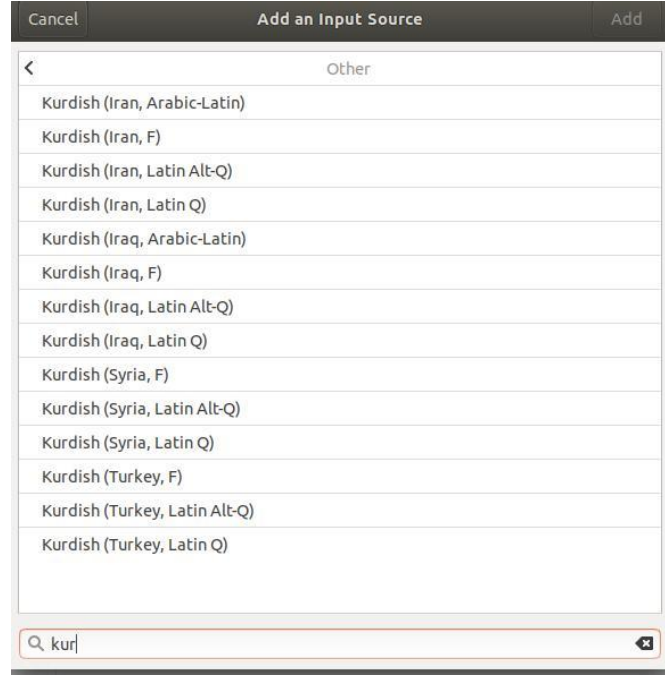 Cancel Add an Input Source Add
Other
Kurdish (Iran, Arabic-Latin)
Kurdish (Iran, F)
Kurdish (Iran, Latin Alt-Q)
Kurdish (Iran, Latin Q)
Kurdish (Iraq, Arabic-Latin)
Kurdish (Iraq, F)
Kurdish (Iraq, Latin Alt-Q)
Kurdish (Iraq, Latin Q)
Kurdish (Syria, F)
Kurdish (Syria, Latin Alt-Q)
Kurdish (Syria, Latin Q)
Kurdish (Turkey, F)
Kurdish (Turkey, Latin Alt-Q)
Kurdish (Turkey, Latin Q)
kur